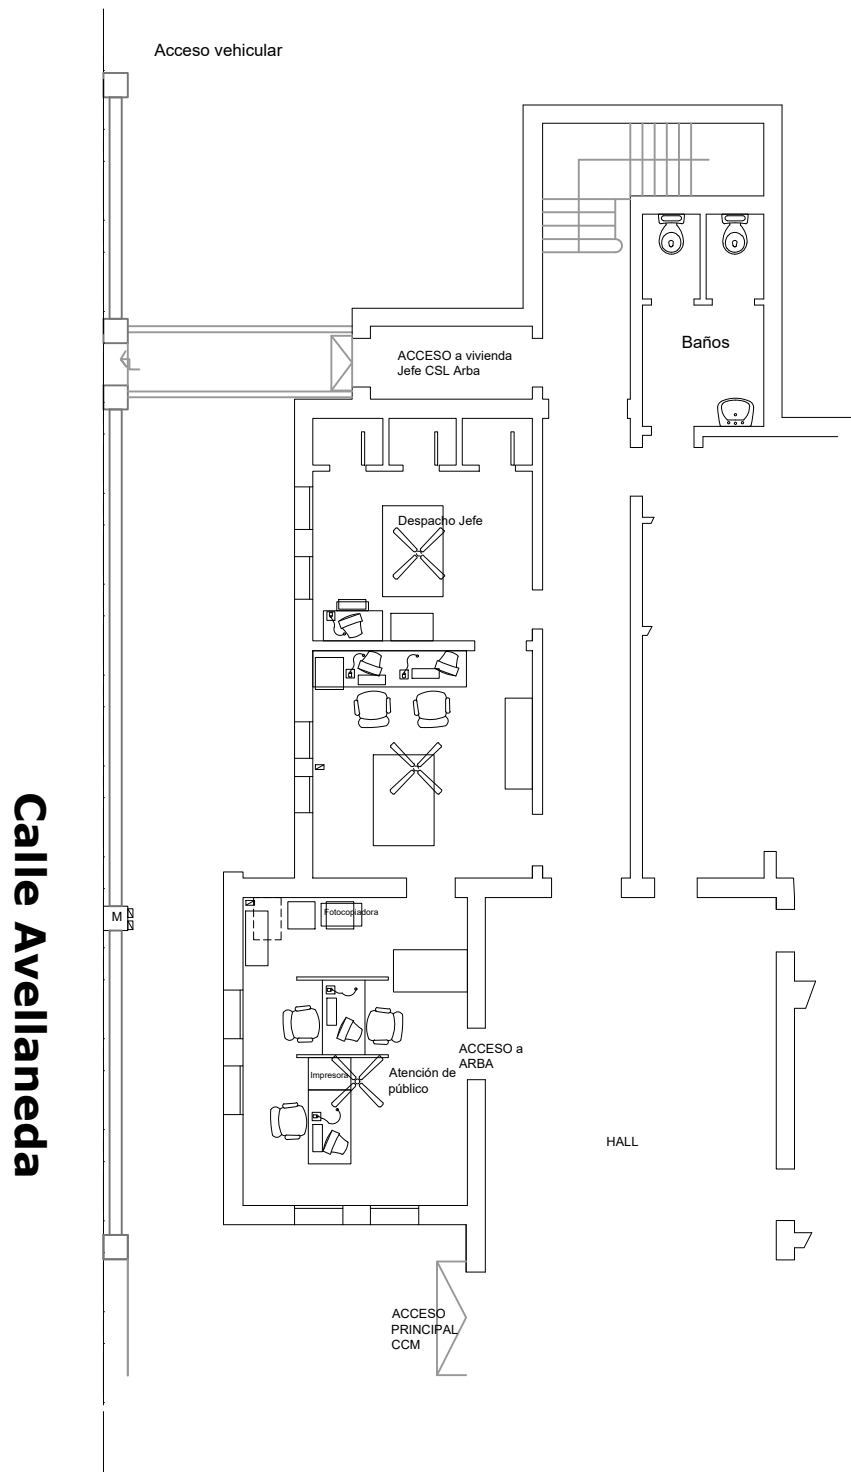 Acceso vehicular
Baños
ACCESO a vivienda
Jefe CSL Arba
Despacho Jefe
Calle Avellaneda
M
Fotocopiadora
ACCESO a
ARBA
Impresora
Atención de
público
HALL
ACCESO
PRINCIPAL
CCM